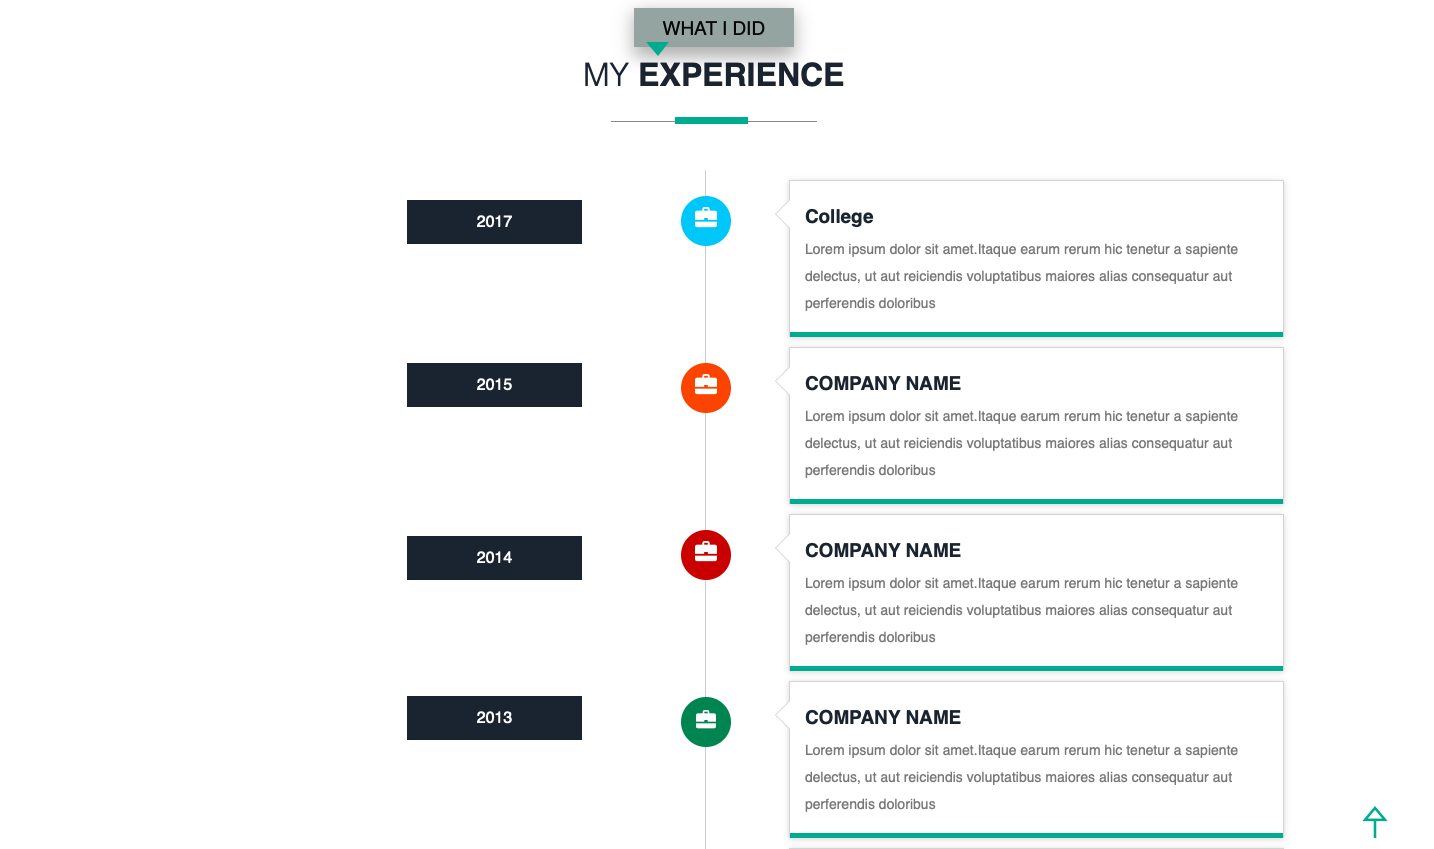 WHAT I DID
MY EXPERIENCE
2017
College
Lorem ipsum dolor sit amet.Itaque earum rerum hic tenetur a sapiente
delectus, ut aut reiciendis voluptatibus maiores alias consequatur aut
perferendis doloribus
2015
COMPANY NAME
Lorem ipsum dolor sit amet.Itaque earum rerum hic tenetur a sapiente
delectus, ut aut reiciendis voluptatibus maiores alias consequatur aut
perferendis doloribus
2014
COMPANY NAME
Lorem ipsum dolor sit amet.Itaque earum rerum hic tenetur a sapiente
delectus, ut aut reiciendis voluptatibus maiores alias consequatur aut
perferendis doloribus
2013
COMPANY NAME
Lorem ipsum dolor sit amet.Itaque earum rerum hic tenetur a sapiente
delectus, ut aut reiciendis voluptatibus maiores alias consequatur aut
perferendis doloribus